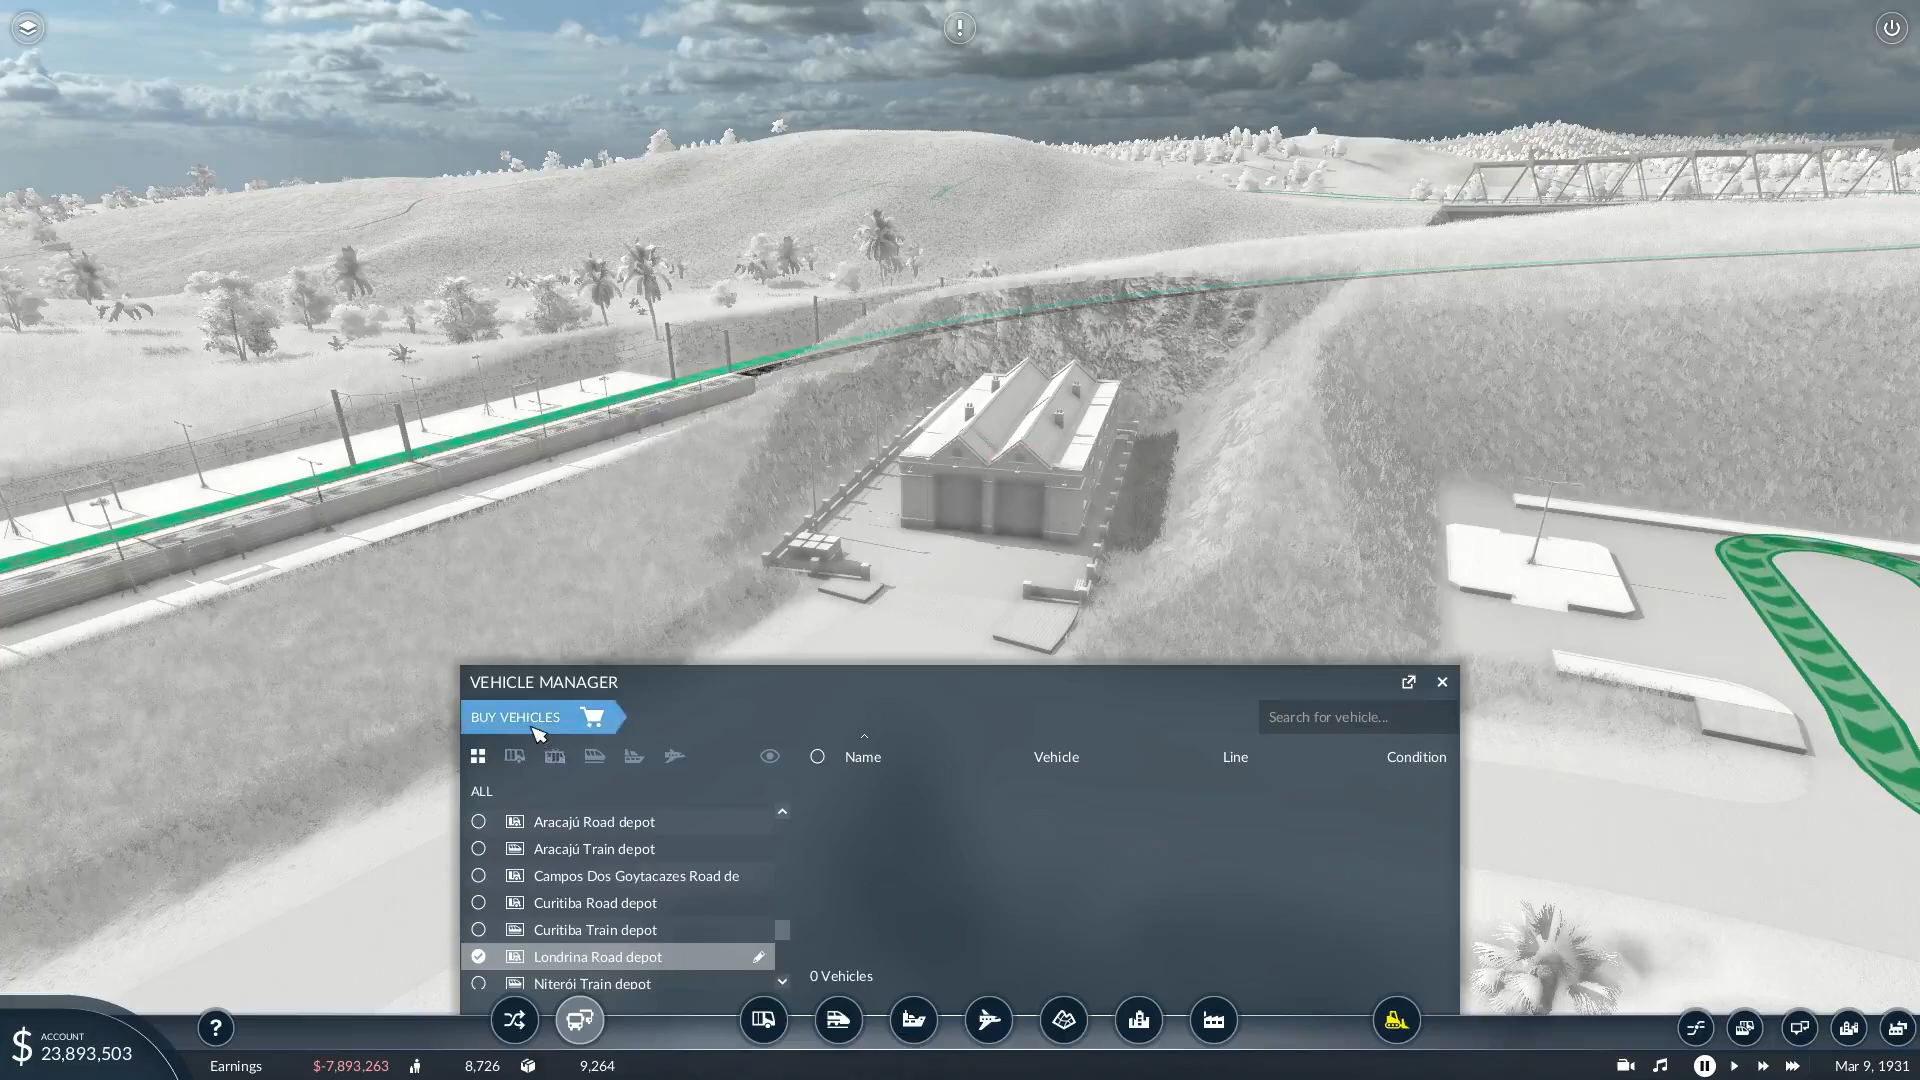 VEHICLE MANAGER
BUY VEHICLES
Search for vehicle...
Name Vehicle Line Condition
ALL
Aracajú Road depot
Aracajú Train depot
Campos Dos Goytacazes Road de
Curitiba Road depot
Curitiba Train depot
Londrina Road depot
Niterói Train depot
0 Vehicles
?
$ ACCOUNT
23,893,503
Earnings $-7,893,263 8,726 9,264
Mar 9, 1931